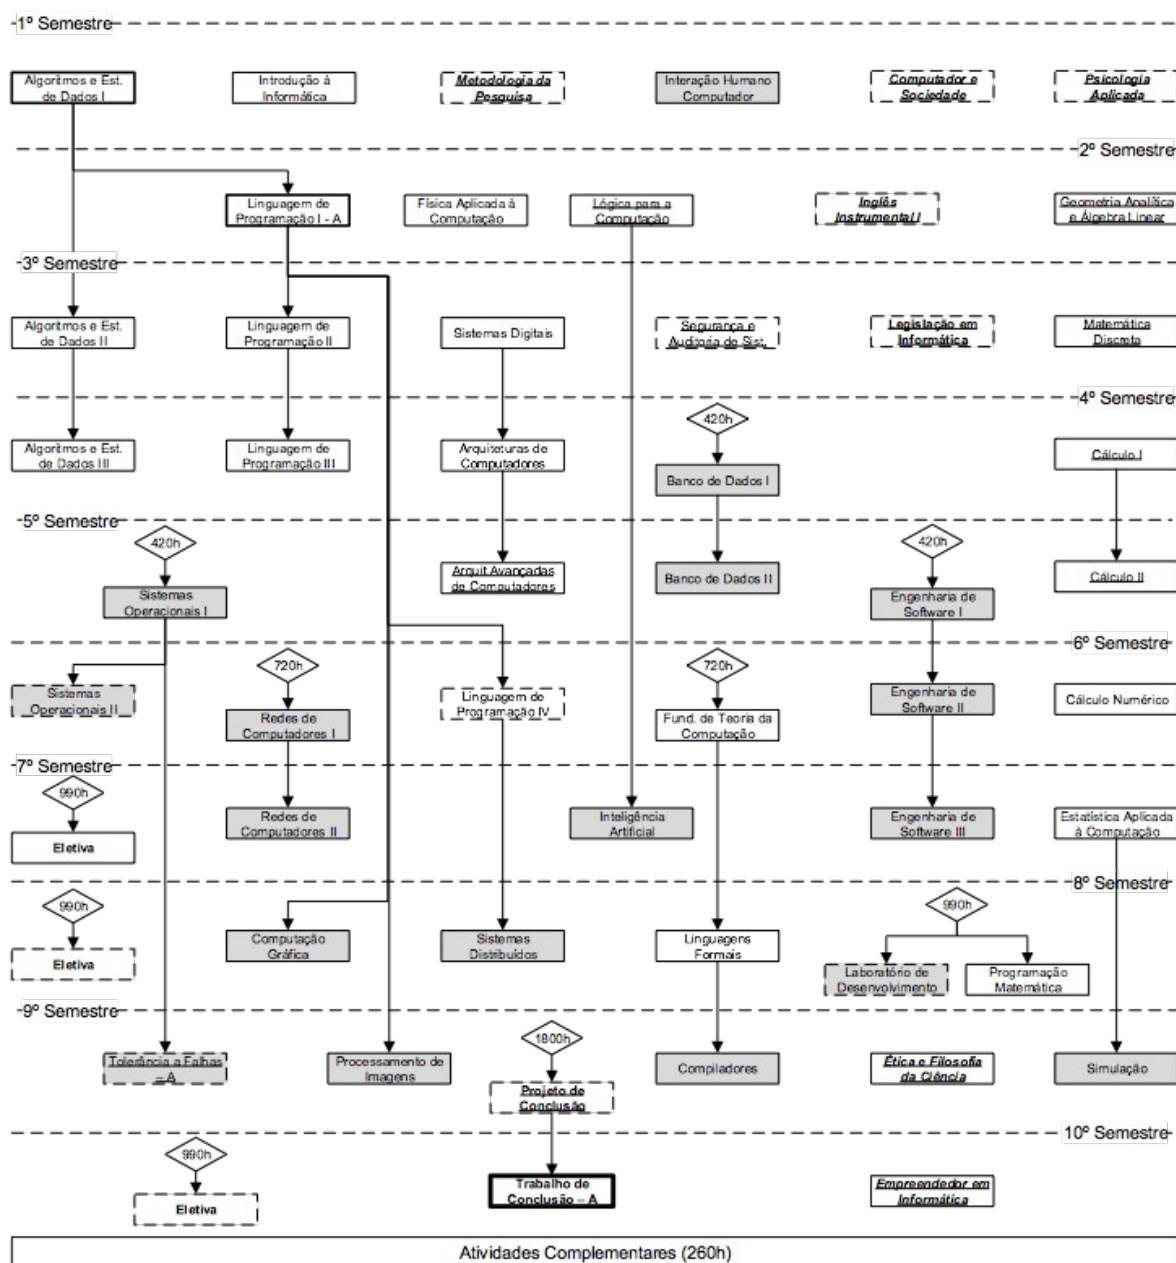 1º Semestre
Algoritmos e Est.
de Dados I
Introdução à
Informática
Metodologia da
Pesquisa
Interação Humano
Computador
Computador e
Sociedade
Psicologia
Aplicada
2º Semestre
Linguagem de
Programação I - A
Física Aplicada à
Computação
Lógica para a
Computação
Inglês
Instrumental I
Geometria Analítica
e Álgebra Linear
3º Semestre
Algoritmos e Est.
de Dados II
Linguagem de
Programação II
Sistemas Digitais
Segurança e
Auditoria de Sist.
Legislação em
Informática
Matemática
Discreta
4º Semestre
420h
Algoritmos e Est.
de Dados III
Linguagem de
Programação III
Arquiteturas de
Computadores
Banco de Dados I
Cálculo I
5º Semestre
420h
420h
Sistemas
Operacionais I
Arquit.Avançadas
de Computadores
Banco de Dados II
Engenharia de
Software I
Cálculo II
6º Semestre
720h
720h
Sistemas
Operacionais II
Redes de
Computadores I
Linguagem de
Programação IV
Fund. de Teoria da
Computação
Engenharia de
Software II
Cálculo Numérico
7º Semestre
990h
Eletiva
Redes de
Computadores II
Inteligência
Artificial
Engenharia de
Software III
Estatística Aplicada
à Computação
8º Semestre
990h
990h
Eletiva
Computação
Gráfica
Sistemas
Distribuídos
Linguagens
Formais
Laboratório de
Desenvolvimento
Programação
Matemática
9º Semestre
1800h
Tolerância a Falhas
– A
Processamento de
Imagens
Projeto de
Conclusão
Compiladores
Ética e Filosofia
da Ciência
Simulação
10º Semestre
990h
Eletiva
Trabalho de
Conclusão – A
Empreendedor em
Informática
Atividades Complementares (260h)